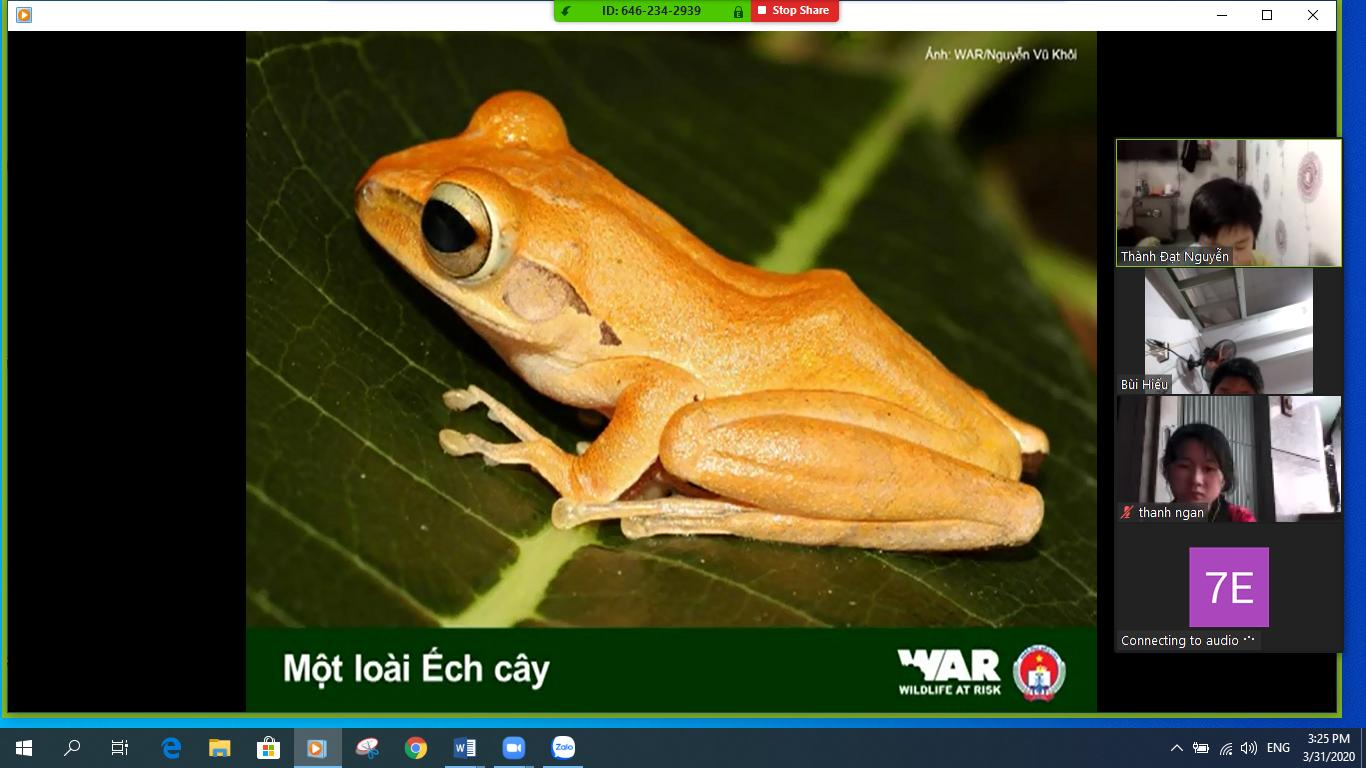 ID: 646-234-2939
Stop Share
Ảnh: WAR/Nguyễn Vũ Khôi
Thành Đạt Nguyễn
Bùi Hiếu
thanh ngan
7E
Connecting to audio
Một loài Ếch cây
WAR
WILDLIFE AT RISK
Zalo
ENG
3:25 PM
3/31/2020